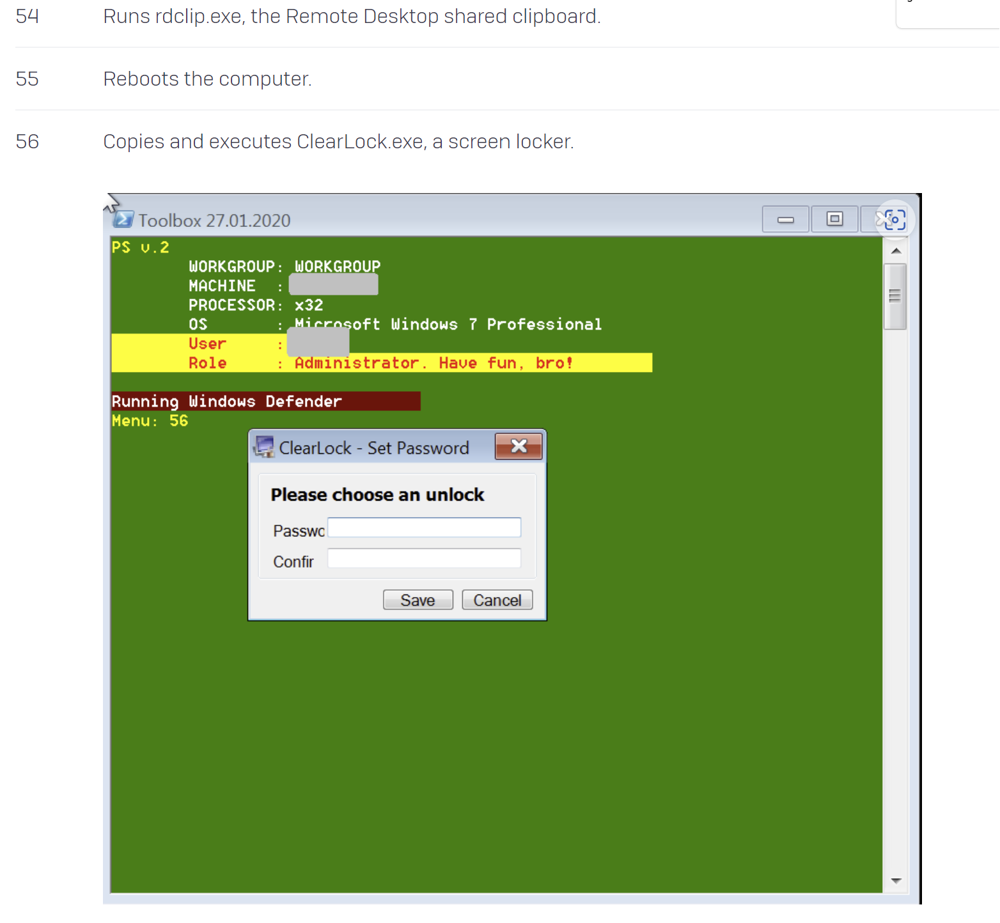 54 Runs rdclip.exe, the Remote Desktop shared clipboard.
55 Reboots the computer.
56 Copies and executes ClearLock.exe, a screen locker.
Toolbox 27.01.2020
PS v.2
WORKGROUP: WORKGROUP
MACHINE :
PROCESSOR: x32
OS : Microsoft Windows 7 Professional
User :
Role : Administrator. Have fun, bro!
Running Windows Defender
Menu: 56
ClearLock - Set Password
Please choose an unlock
Passwo
Confir
Save Cancel